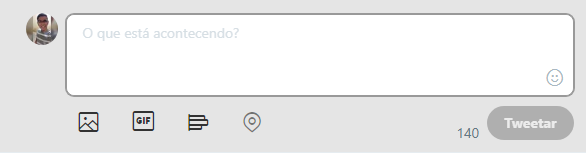 O que está acontecendo?
GIF
140
Tweetar